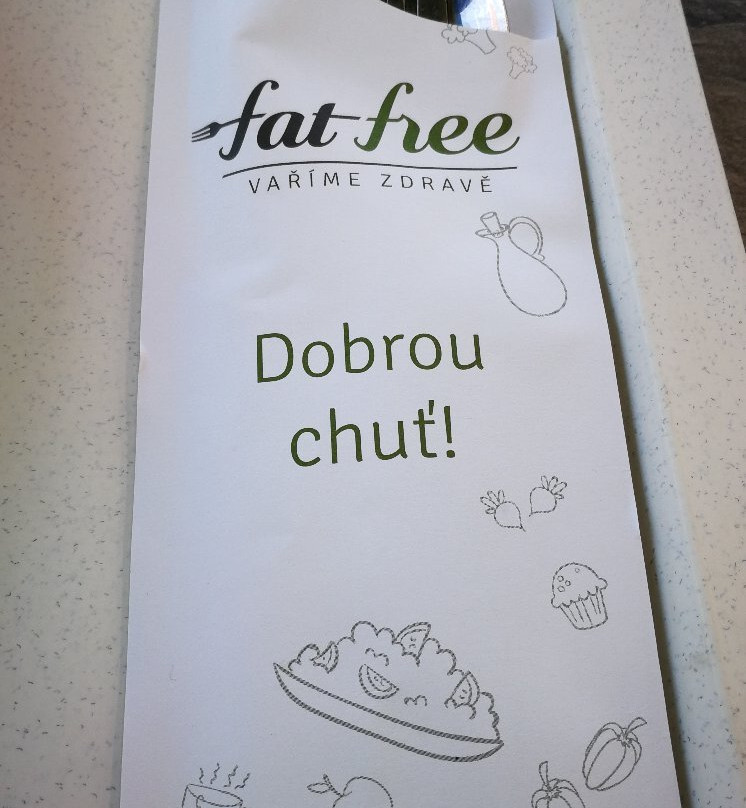 fat free
VAŘÍME ZDRAVĚ
Dobrou
chuť!